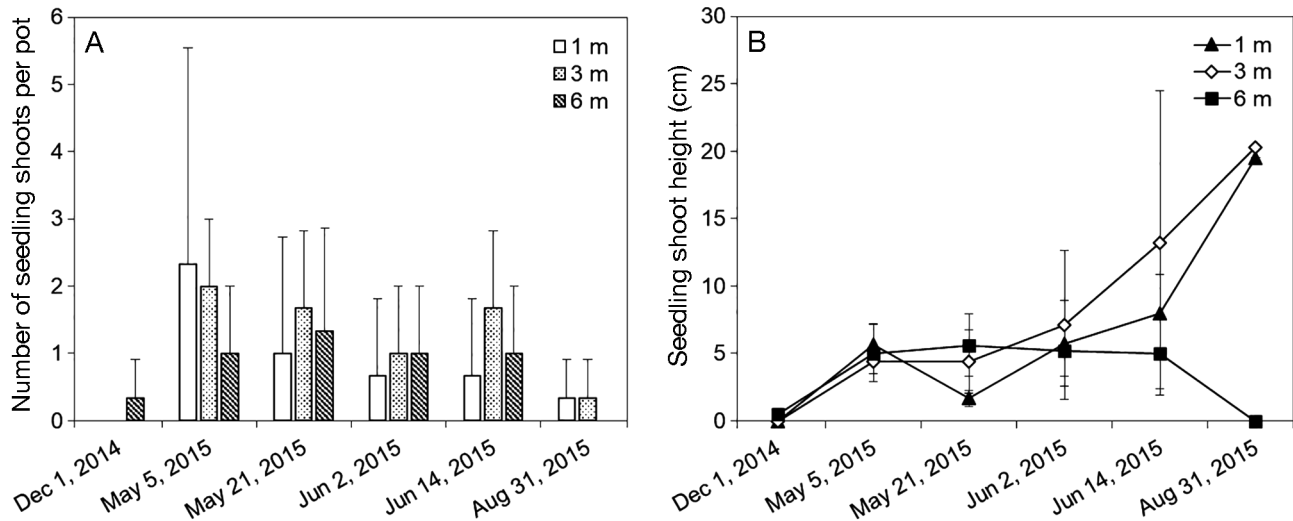 A
Number of seedling shoots per pot
6
5
4
3
2
1
0
1 m
3 m
6 m
Dec 1, 2014
May 5, 2015
May 21, 2015
Jun 2, 2015
Jun 14, 2015
Aug 31, 2015
B
Seedling shoot height (cm)
30
25
20
15
10
5
0
1 m
3 m
6 m
Dec 1, 2014
May 5, 2015
May 21, 2015
Jun 2, 2015
Jun 14, 2015
Aug 31, 2015